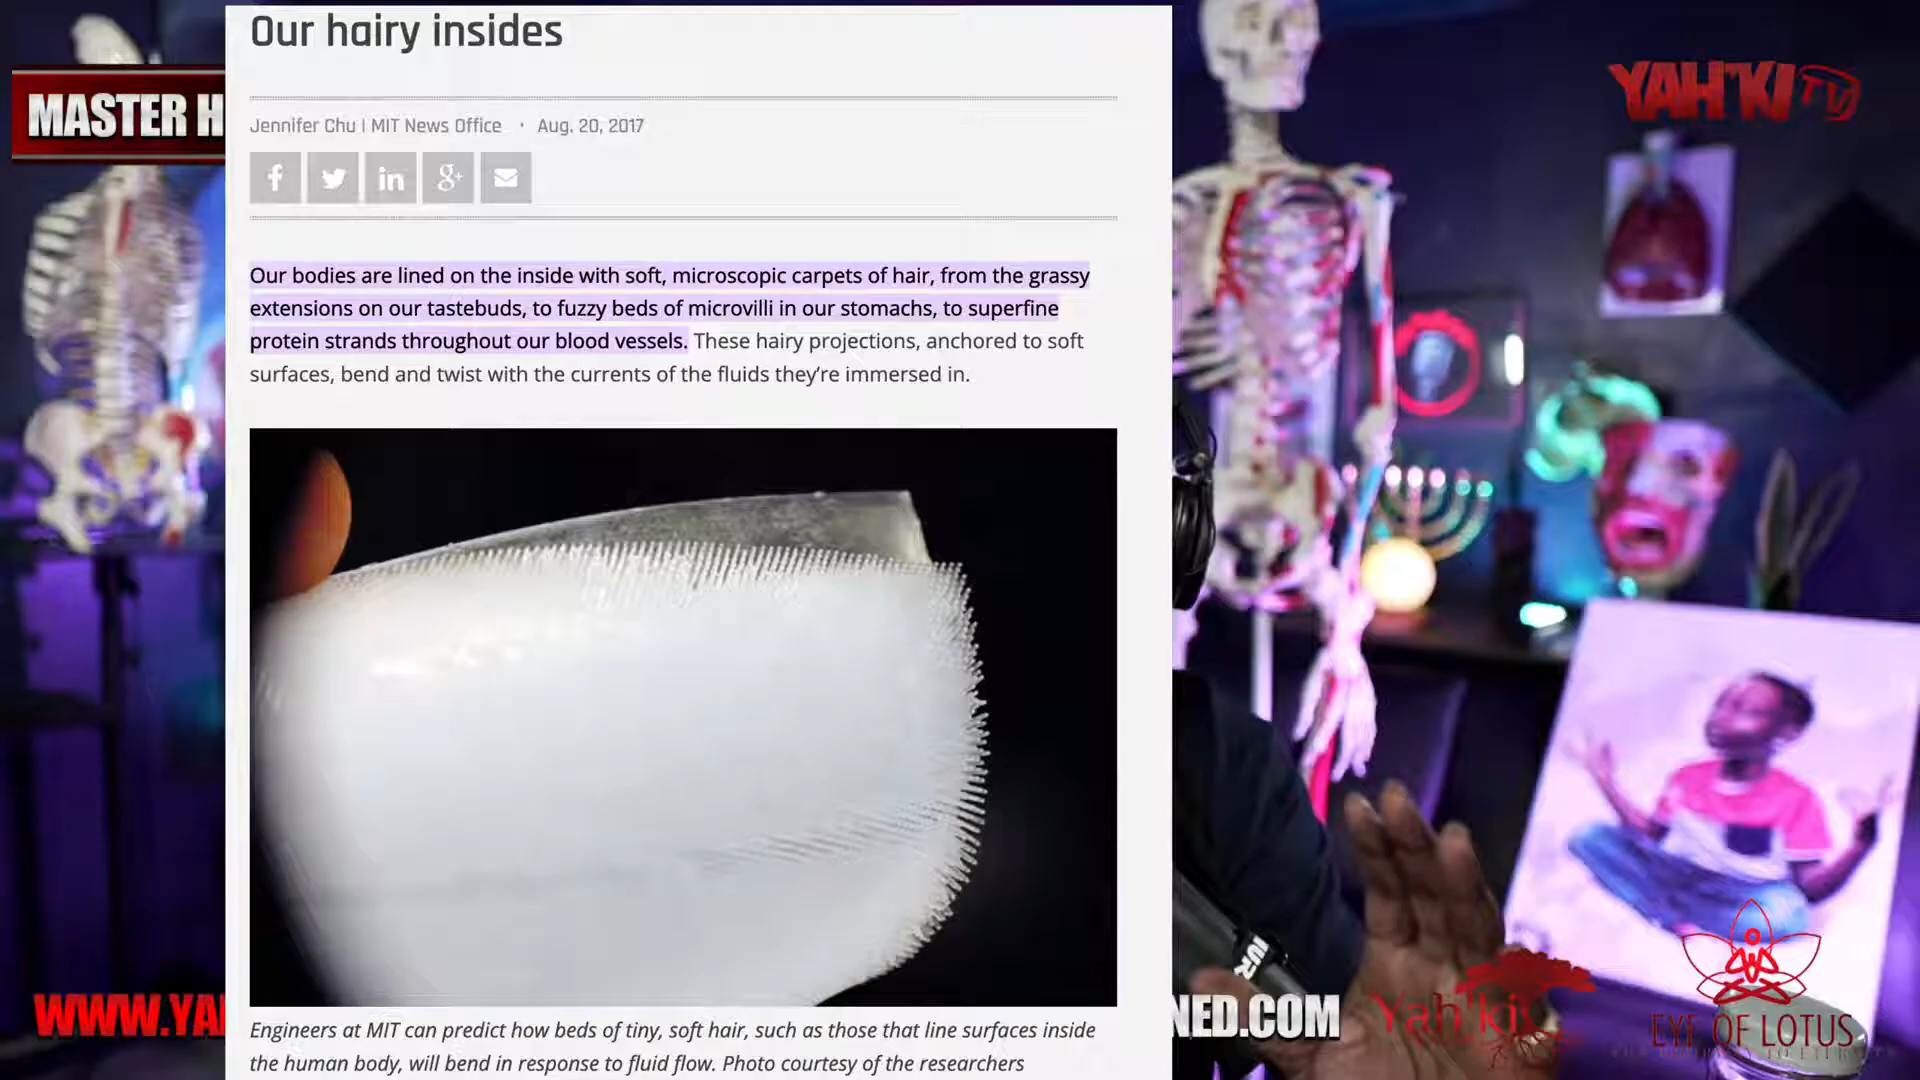 Our hairy insides
YAH'KI TV
MASTER H
Jennifer Chu | MIT News Office · Aug. 20, 2017
Our bodies are lined on the inside with soft, microscopic carpets of hair, from the grassy
extensions on our tastebuds, to fuzzy beds of microvilli in our stomachs, to superfine
protein strands throughout our blood vessels. These hairy projections, anchored to soft
surfaces, bend and twist with the currents of the fluids they’re immersed in.
WWW.YA
NED.COM
Yah'ki
EYE OF LOTUS
Engineers at MIT can predict how beds of tiny, soft hair, such as those that line surfaces inside
the human body, will bend in response to fluid flow. Photo courtesy of the researchers